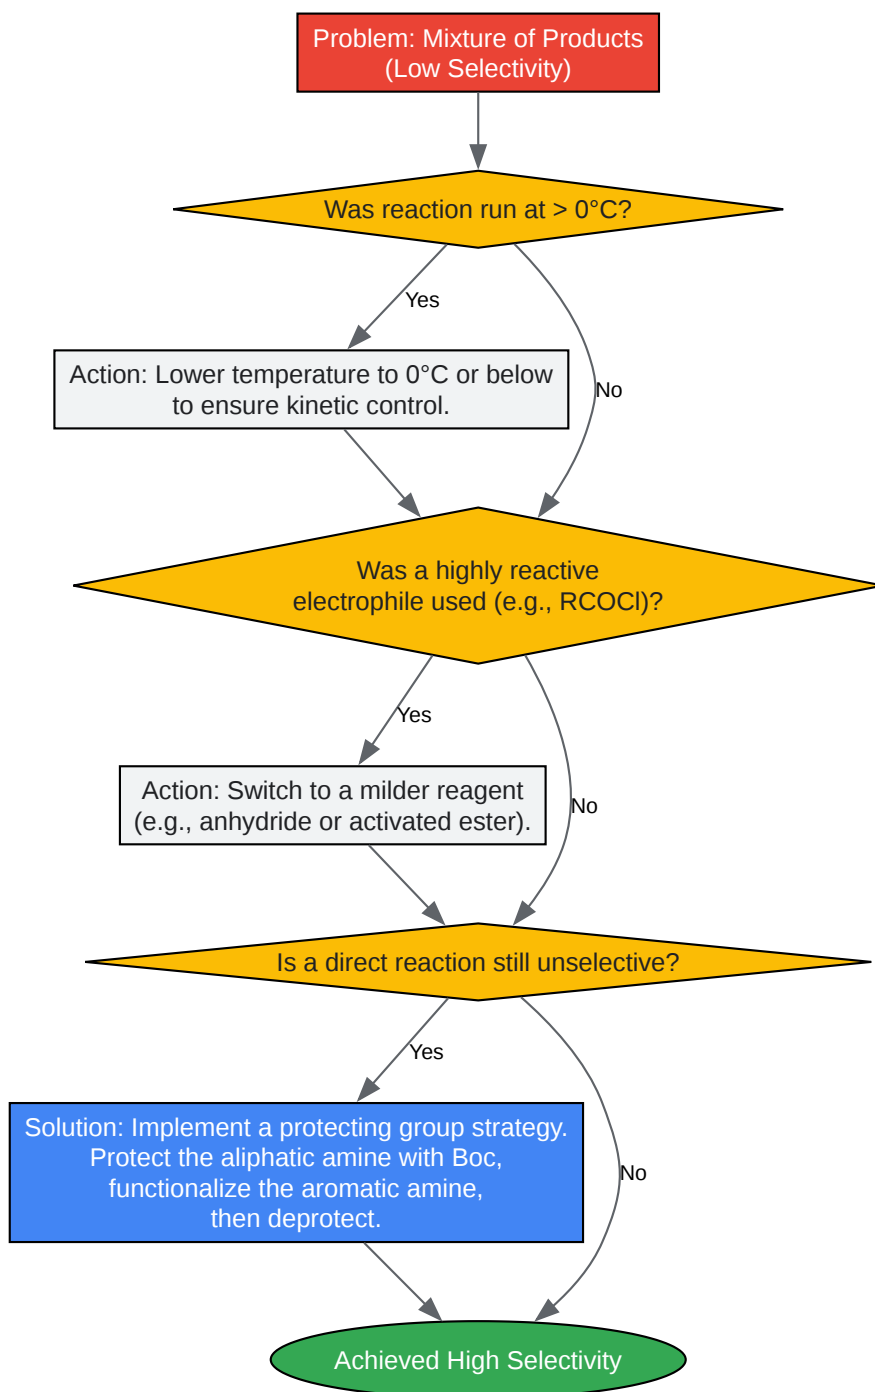 Problem: Mixture of Products
(Low Selectivity)
Was reaction run at > 0°C?
Yes
Action: Lower temperature to 0°C or below
to ensure kinetic control.
No
Was a highly reactive
electrophile used (e.g., RCOCl)?
Yes
Action: Switch to a milder reagent
(e.g., anhydride or activated ester).
No
Is a direct reaction still unselective?
Yes
Solution: Implement a protecting group strategy.
Protect the aliphatic amine with Boc,
functionalize the aromatic amine,
then deprotect.
No
Achieved High Selectivity